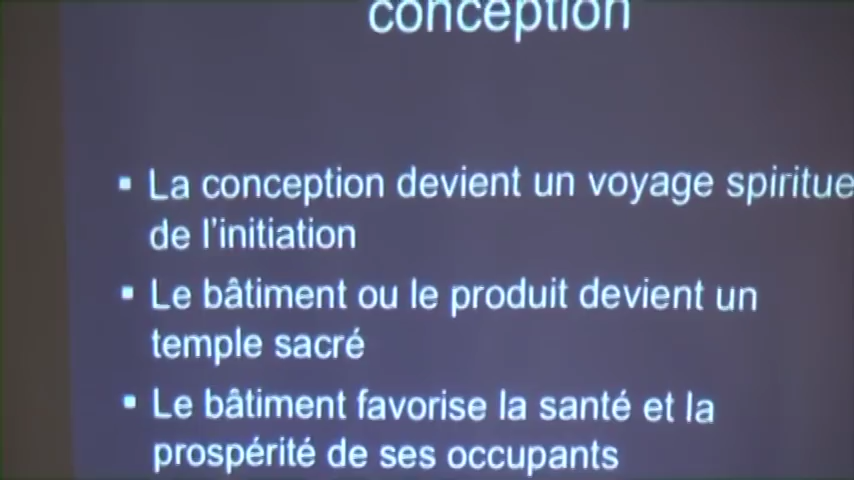 conception
▪ La conception devient un voyage spiritue
de l'initiation
▪ Le bâtiment ou le produit devient un
temple sacré
▪ Le bâtiment favorise la santé et la
prospérité de ses occupants